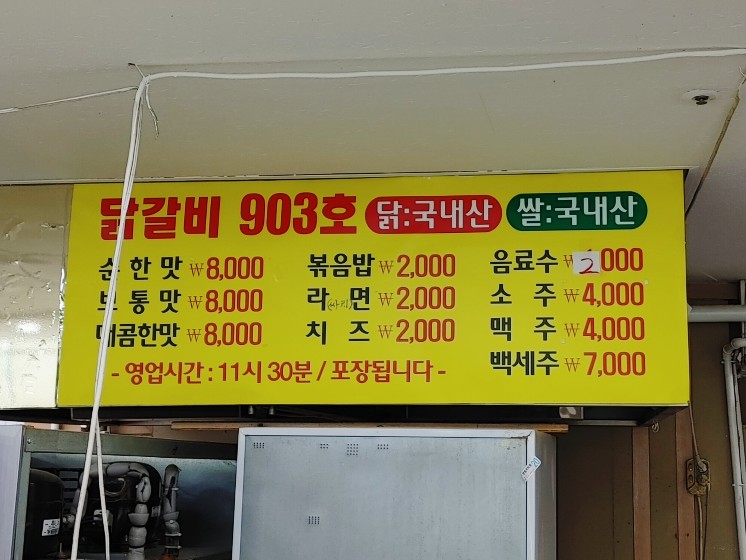 닭갈비 903호 닭:국내산 쌀:국내산
순한맛 ₩8,000 볶음밥 ₩2,000 음료수 ₩2,000
보통맛 ₩8,000 라(사리)면 ₩2,000 소주 ₩4,000
매콤한맛 ₩8,000 치즈 ₩2,000 맥주 ₩4,000
백세주 ₩7,000
- 영업시간 : 11시 30분 / 포장됩니다 -